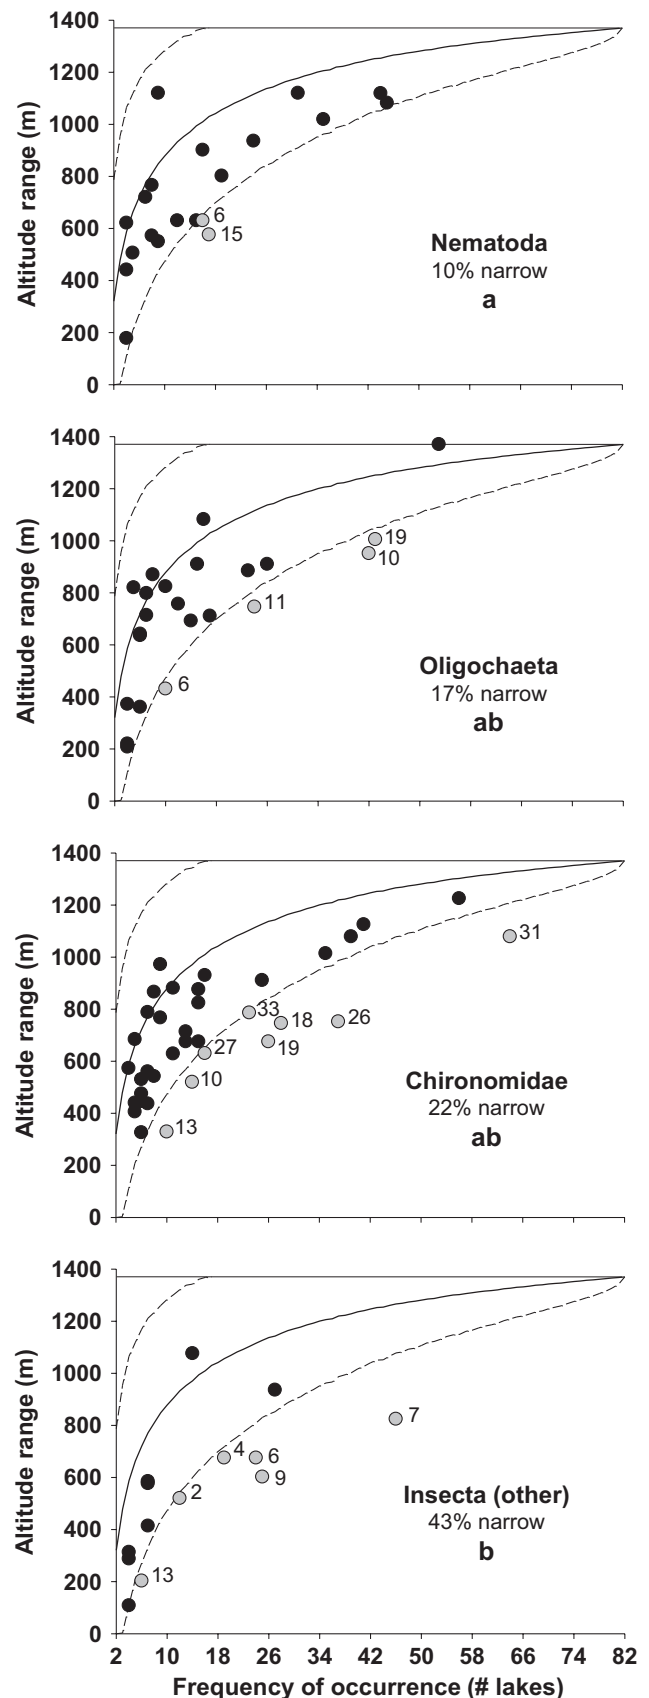 1400
1200
1000
800
600
400
200
0
Altitude range (m)
6
15
Nematoda
10% narrow
a
1400
1200
1000
800
600
400
200
0
Altitude range (m)
19
10
11
6
Oligochaeta
17% narrow
ab
1400
1200
1000
800
600
400
200
0
Altitude range (m)
31
33
18
26
27
19
10
13
Chironomidae
22% narrow
ab
1400
1200
1000
800
600
400
200
0
Altitude range (m)
7
4
6
9
2
13
Insecta (other)
43% narrow
b
2 10 18 26 34 42 50 58 66 74 82
Frequency of occurrence (# lakes)